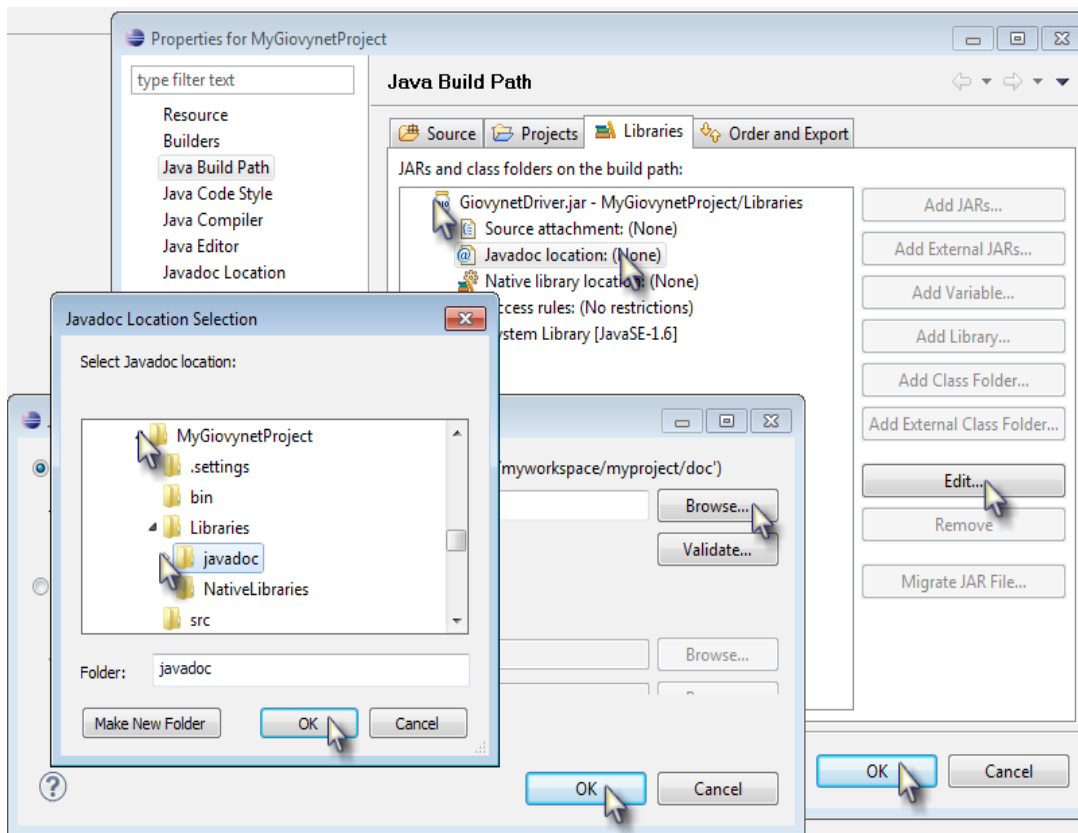 Properties for MyGiovynetProject
type filter text
Resource
Builders
Java Build Path
Java Code Style
Java Compiler
Java Editor
Javadoc Location
Java Build Path
Source
Projects
Libraries
Order and Export
JARs and class folders on the build path:
GiovynetDriver.jar - MyGiovynetProject/Libraries
Source attachment: (None)
Javadoc location: (None)
Native library location: (None)
ccess rules: (No restrictions)
ystem Library [JavaSE-1.6]
Add JARs...
Add External JARs...
Add Variable...
Add Library...
Add Class Folder...
Add External Class Folder...
Edit...
Remove
Migrate JAR File...
OK
Cancel
Javadoc Location Selection
Select Javadoc location:
MyGiovynetProject
.settings
bin
Libraries
javadoc
NativeLibraries
src
Folder:
javadoc
Make New Folder
OK
Cancel
/myworkspace/myproject/doc')
Browse...
Validate...
Browse...
OK
Cancel